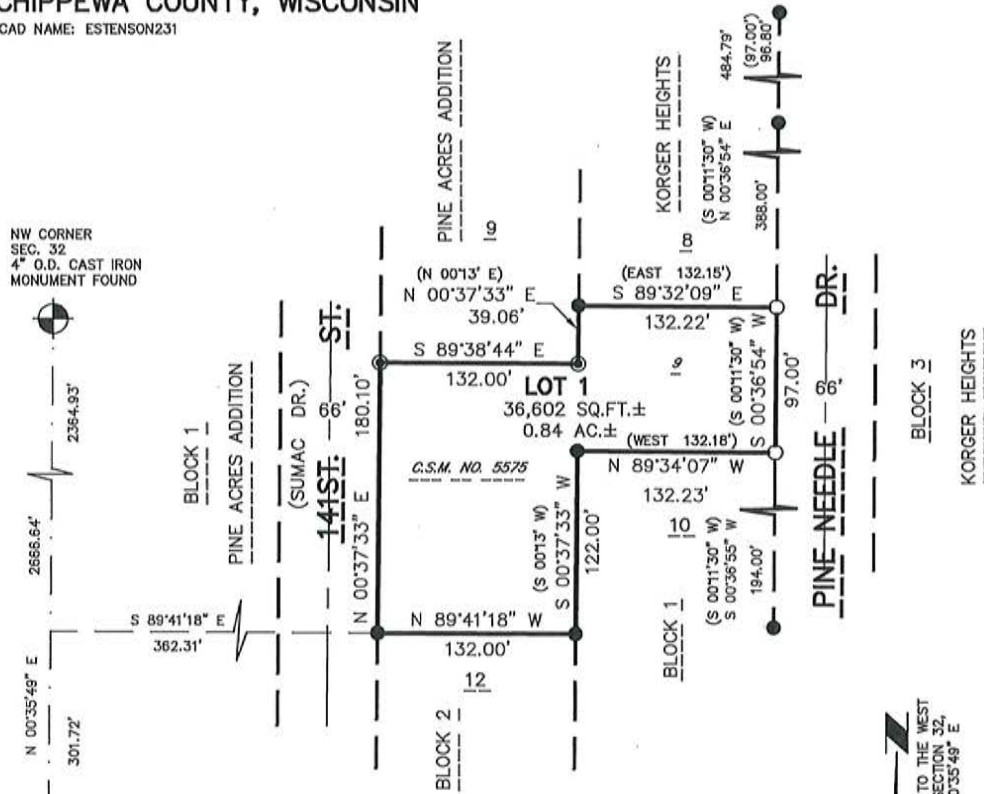 CHIPPEWA COUNTY, WISCONSIN
CAD NAME: ESTENSON231
NW CORNER
SEC. 32
4" O.D. CAST IRON
MONUMENT FOUND
2364.93'
2666.64'
N 00°35'49" E
301.72'
S 89°41'18" E
362.31'
BLOCK 1
PINE ACRES ADDITION
(SUMAC DR.)
141ST. ST.
66'
180.10'
N 00°37'33" E
PINE ACRES ADDITION
9
(N 00°13' E)
N 00°37'33" E
39.06'
S 89°38'44" E
132.00'
LOT 1
36,602 SQ.FT.±
0.84 AC.±
C.S.M. NO. 5575
(S 00°13' W)
S 00°37'33" W
122.00'
N 89°41'18" W
132.00'
12
BLOCK 2
KORGER HEIGHTS
8
(EAST 132.15')
S 89°32'09" E
132.22'
9
(S 00°11'30" W)
S 00°36'54" W
97.00'
(WEST 132.18')
N 89°34'07" W
132.23'
10
BLOCK 1
(S 00°11'30" W)
S 00°36'55" W
194.00'
(S 00°11'30" W)
N 00°36'54" E
388.00'
484.79'
(97.00')
96.80'
PINE NEEDLE DR.
66'
BLOCK 3
KORGER HEIGHTS
TO THE WEST
SECTION 32,
0°35'49" E